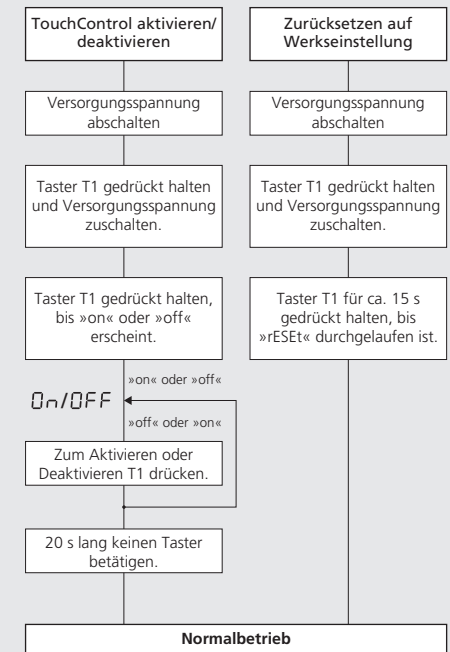 TouchControl aktivieren/
deaktivieren
Versorgungsspannung
abschalten
Taster T1 gedrückt halten
und Versorgungsspannung
zuschalten.
Taster T1 gedrückt halten,
bis »on« oder »off«
erscheint.
»on« oder »off«
On/OFF
»off« oder »on«
Zum Aktivieren oder
Deaktivieren T1 drücken.
20 s lang keinen Taster
betätigen.
Zurücksetzen auf
Werkseinstellung
Versorgungsspannung
abschalten
Taster T1 gedrückt halten
und Versorgungsspannung
zuschalten.
Taster T1 für ca. 15 s
gedrückt halten, bis
»rESEt« durchgelaufen ist.
Normalbetrieb